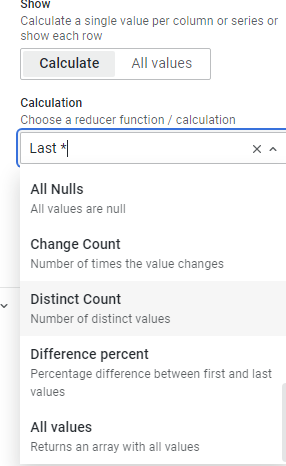 Show
Calculate a single value per column or series or
show each row
Calculate All values
Calculation
Choose a reducer function / calculation
Last *
All Nulls
All values are null
Change Count
Number of times the value changes
Distinct Count
Number of distinct values
Difference percent
Percentage difference between first and last
values
All values
Returns an array with all values